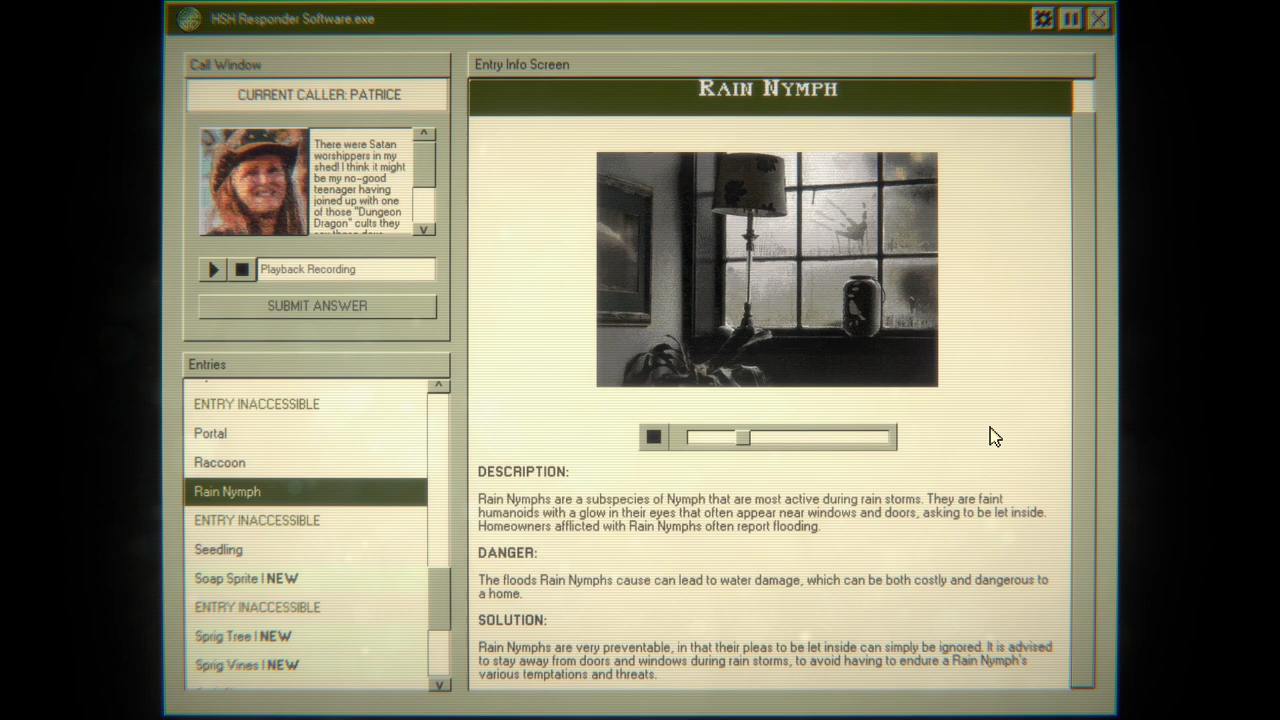 HSH Responder Software.exe
Call Window
CURRENT CALLER: PATRICE
There were Satan
worshippers in my
shed! I think it might
be my no-good
teenager having
joined up with one
of those "Dungeon
Dragon" cults they
Playback Recording
SUBMIT ANSWER
Entries
ENTRY INACCESSIBLE
Portal
Raccoon
Rain Nymph
ENTRY INACCESSIBLE
Seedling
Soap Sprite | NEW
ENTRY INACCESSIBLE
Sprig Tree | NEW
Sprig Vines | NEW
Entry Info Screen
Rain Nymph
DESCRIPTION:
Rain Nymphs are a subspecies of Nymph that are most active during rain storms. They are faint
humanoids with a glow in their eyes that often appear near windows and doors, asking to be let inside.
Homeowners afflicted with Rain Nymphs often report flooding.
DANGER:
The floods Rain Nymphs cause can lead to water damage, which can be both costly and dangerous to
a home.
SOLUTION:
Rain Nymphs are very preventable, in that their pleas to be let inside can simply be ignored. It is advised
to stay away from doors and windows during rain storms, to avoid having to endure a Rain Nymph's
various temptations and threats.